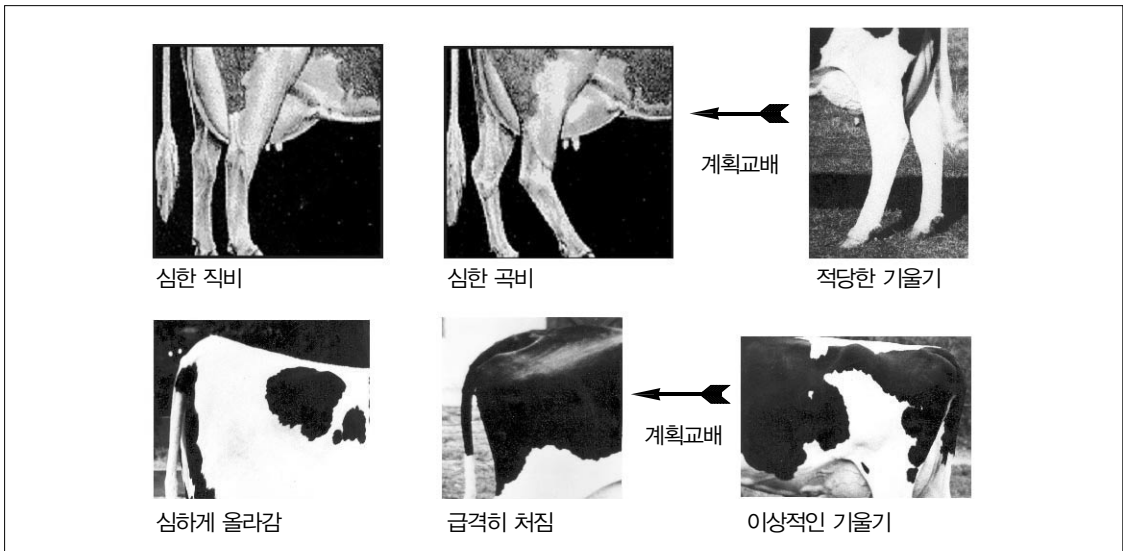 계획교배
심한 직비
심한 곡비
적당한 기울기
계획교배
심하게 올라감
급격히 처짐
이상적인 기울기